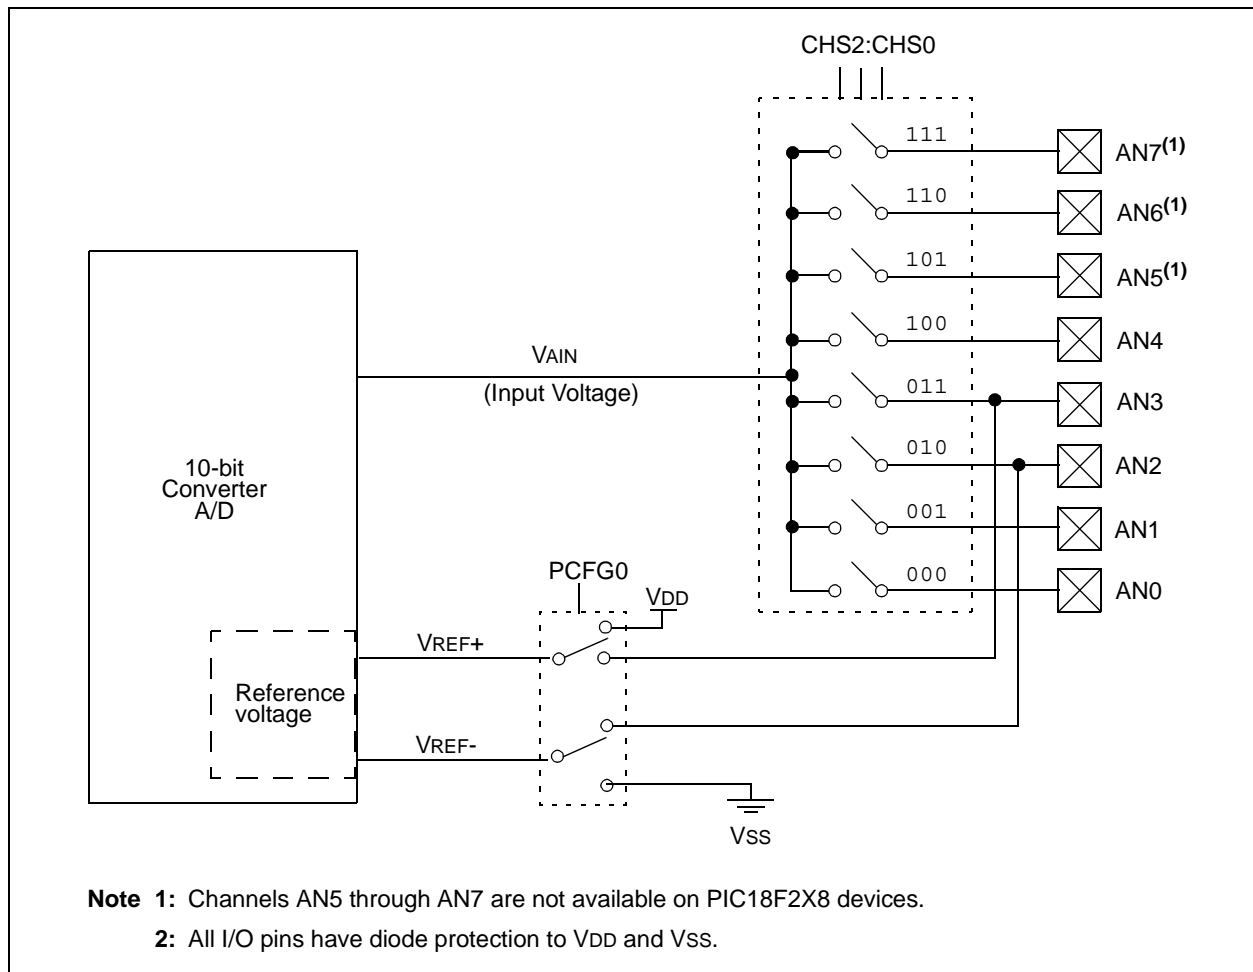 CHS2:CHS0
111
AN7(1)
110
AN6(1)
101
AN5(1)
100
AN4
VAIN
(Input Voltage)
011
AN3
010
AN2
10-bit
Converter
A/D
001
AN1
000
AN0
PCFG0
VDD
VREF+
Reference
voltage
VREF-
VSS
Note 1: Channels AN5 through AN7 are not available on PIC18F2X8 devices.
2: All I/O pins have diode protection to VDD and VSS.